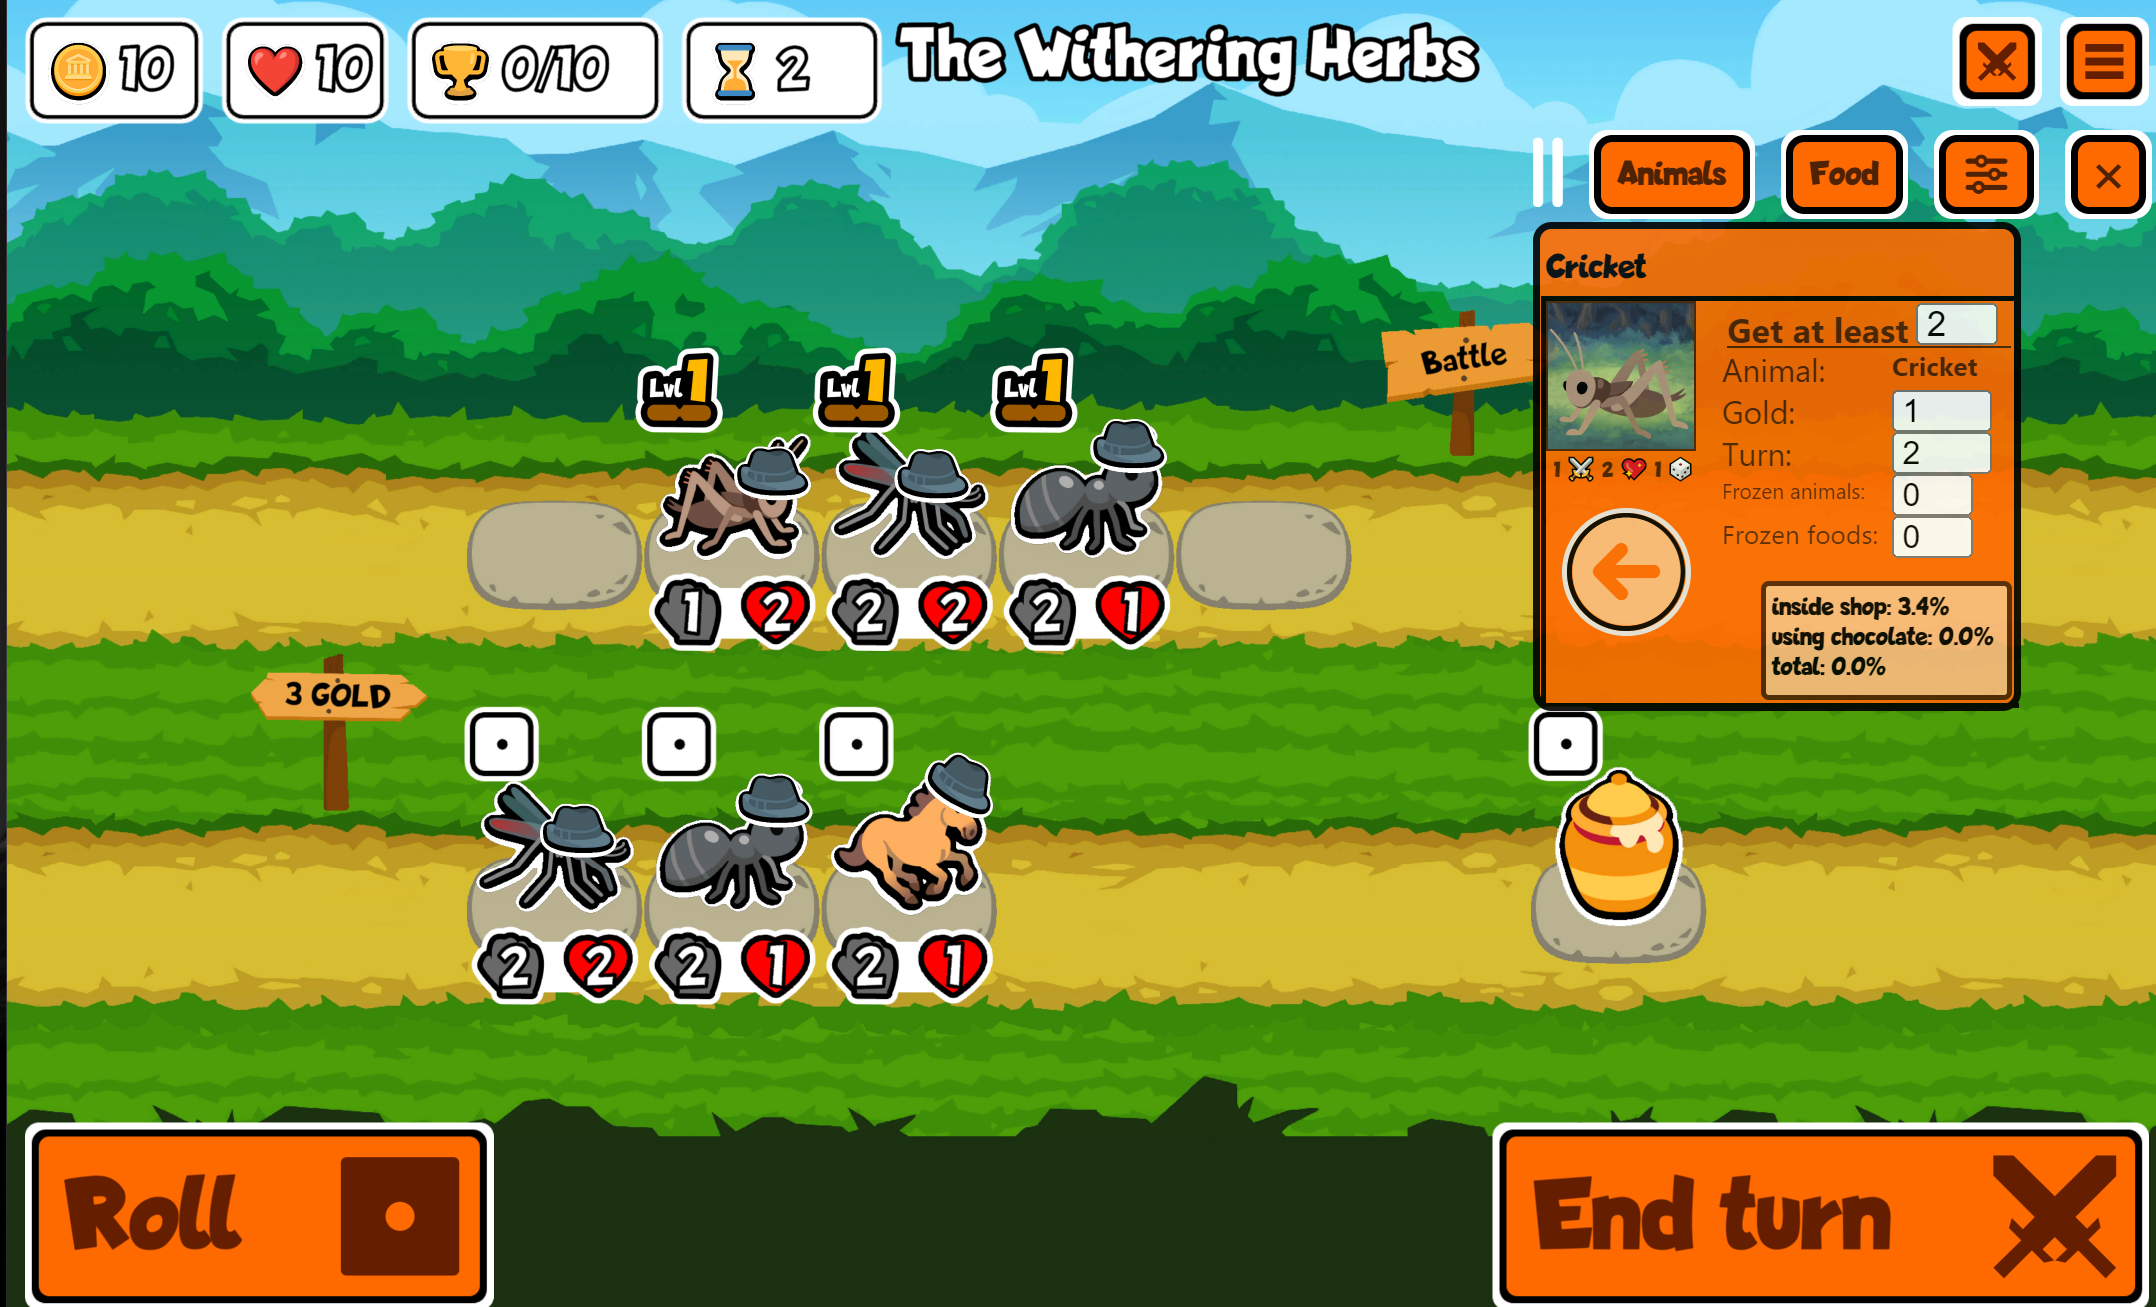 10
10
0/10
2
The Withering Herbs
Animals
Food
Cricket
Get at least 2
Animal: Cricket
Gold: 1
Turn: 2
Frozen animals: 0
Frozen foods: 0
1 2 1
inside shop: 3.4%
using chocolate: 0.0%
total: 0.0%
Battle
Lvl 1
Lvl 1
Lvl 1
1 2
2 2
2 1
3 GOLD
2 2
2 1
2 1
Roll
End turn